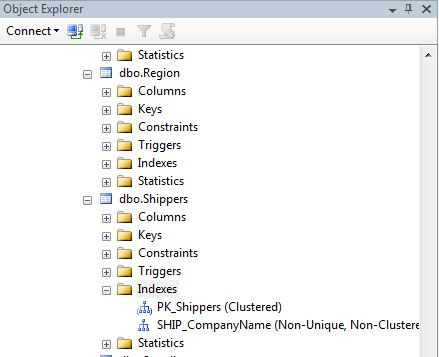 Object Explorer
Connect
Statistics
dbo.Region
Columns
Keys
Constraints
Triggers
Indexes
Statistics
dbo.Shippers
Columns
Keys
Constraints
Triggers
Indexes
PK_Shippers (Clustered)
SHIP_CompanyName (Non-Unique, Non-Clustere
Statistics